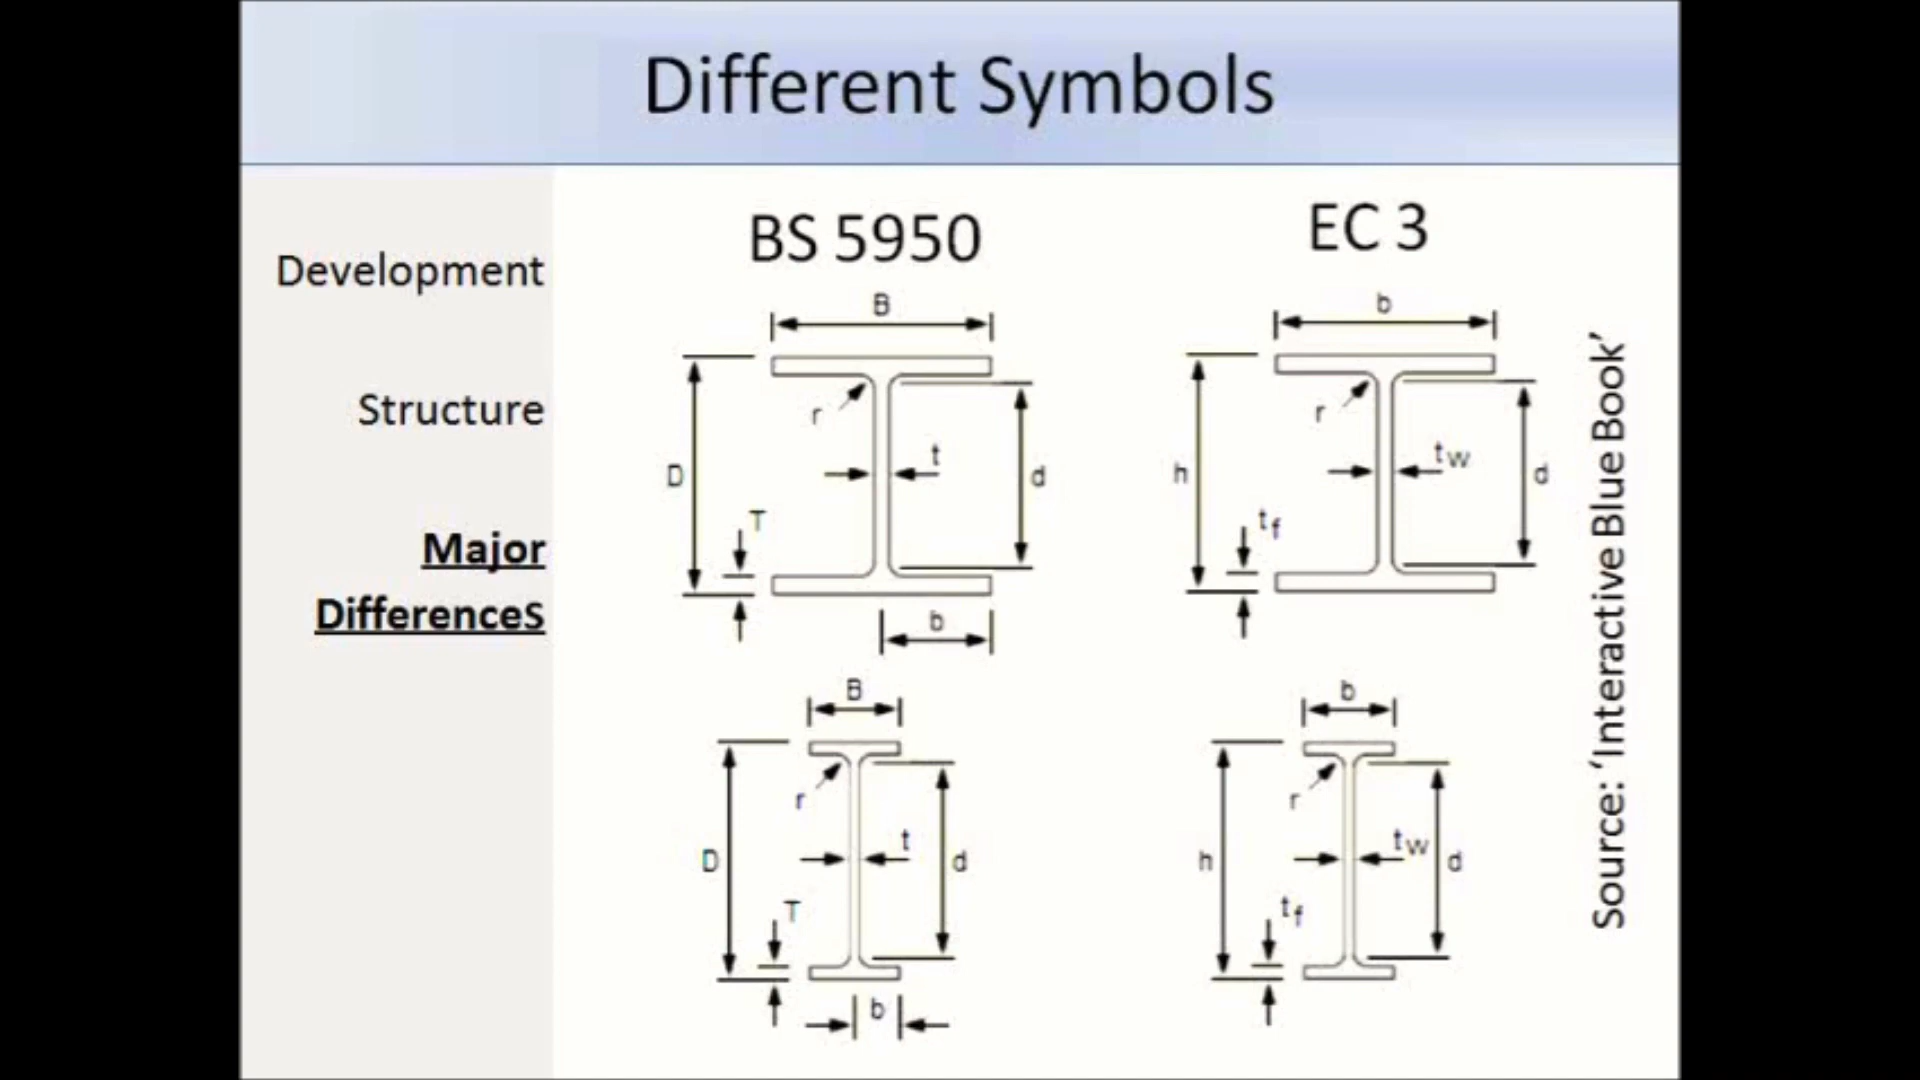 Different Symbols
Development
Structure
Major
Differences
BS 5950
EC 3
B
r
t
D
d
T
b
b
r
tw
h
d
tf
B
r
t
D
d
T
b
b
r
tw
h
d
tf
Source: ‘Interactive Blue Book’